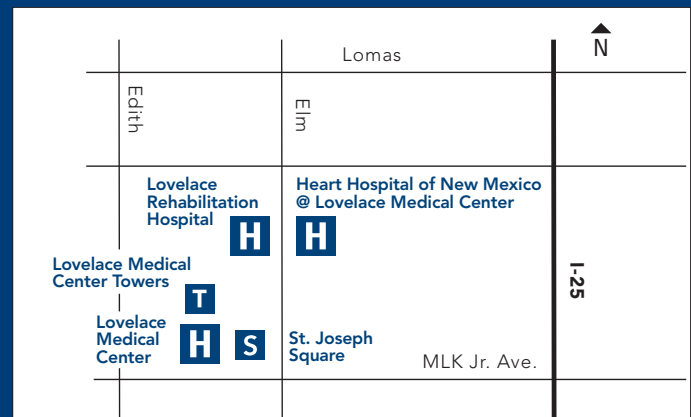 N
Lomas
Edith
Elm
Lovelace
Rehabilitation
Hospital
H
Heart Hospital of New Mexico
@ Lovelace Medical Center
H
Lovelace Medical
Center Towers
T
I-25
Lovelace
Medical
Center
H
S
St. Joseph
Square
MLK Jr. Ave.